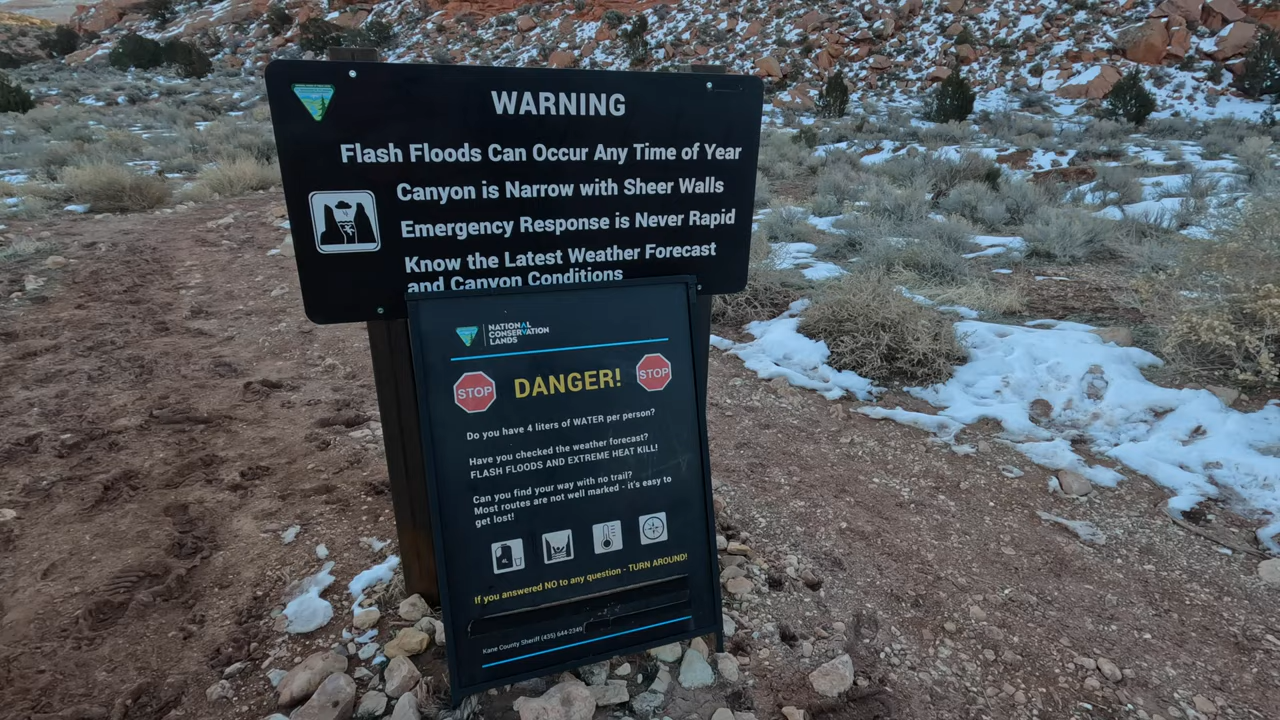 WARNING
Flash Floods Can Occur Any Time of Year
Canyon is Narrow with Sheer Walls
Emergency Response is Never Rapid
Know the Latest Weather Forecast
and Canyon Conditions
NATIONAL
CONSERVATION
LANDS
STOP DANGER! STOP
Do you have 4 liters of WATER per person?
Have you checked the weather forecast?
FLASH FLOODS AND EXTREME HEAT KILL!
Can you find your way with no trail?
Most routes are not well marked - it's easy to
get lost!
4L
If you answered NO to any question - TURN AROUND!
Kane County Sheriff (435) 644-2349